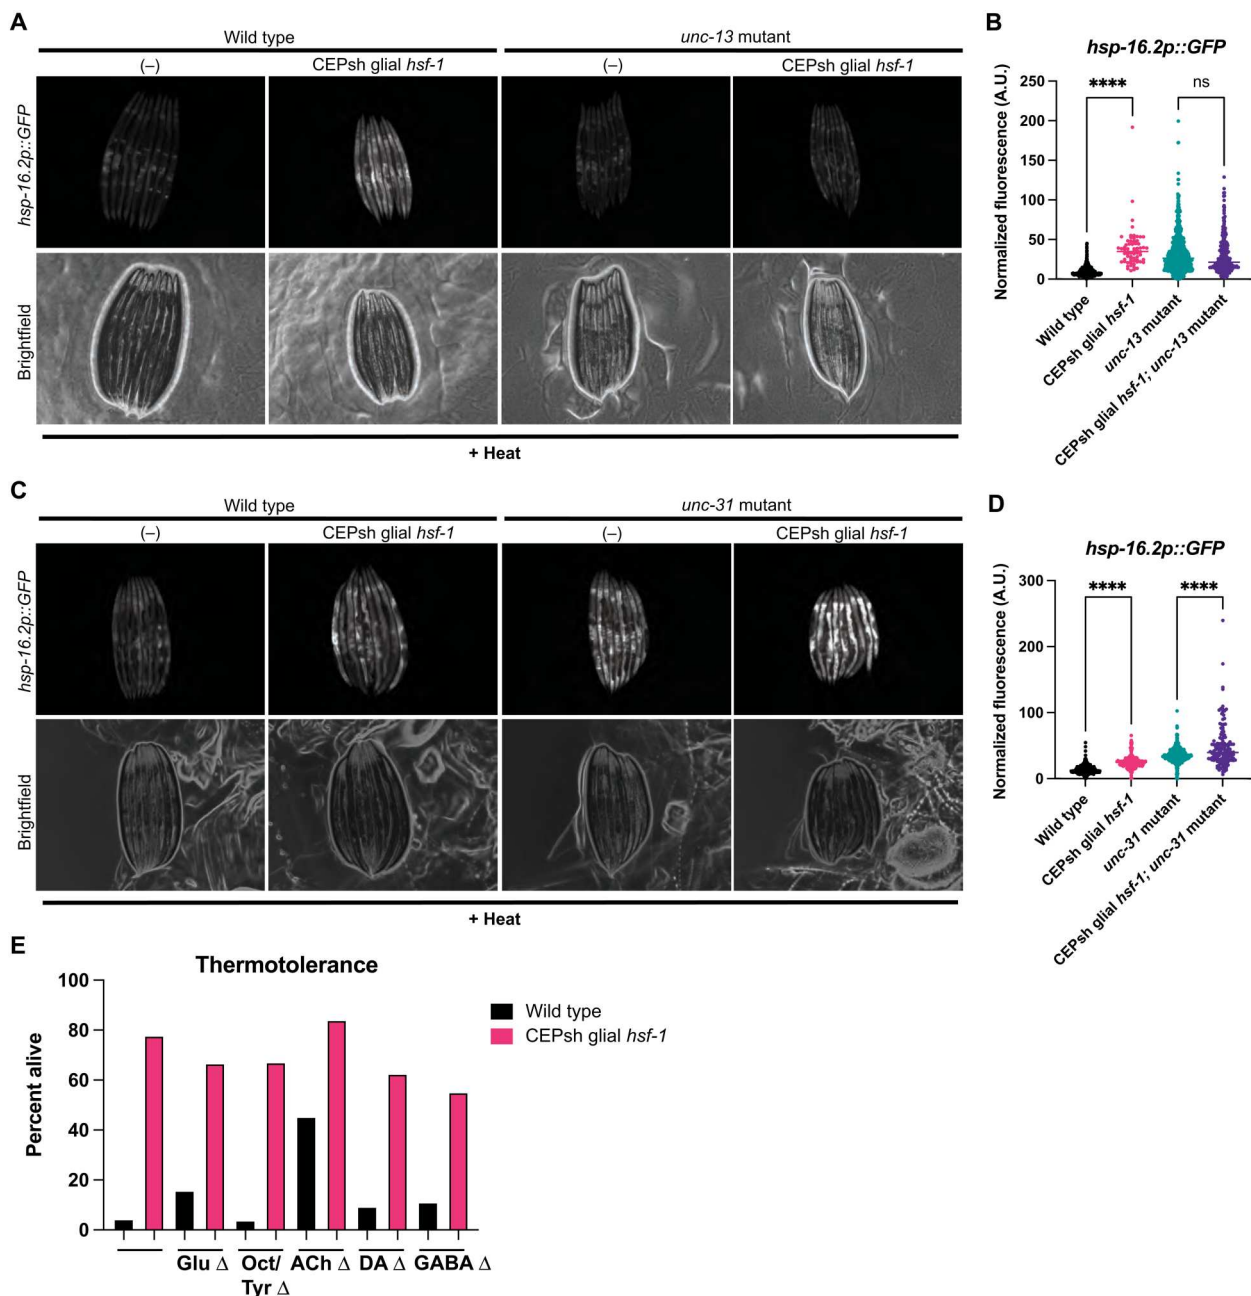 A
Wild type
unc-13 mutant
(–)
CEPsh glial hsf-1
(–)
CEPsh glial hsf-1
hsp-16.2p::GFP
Brightfield
+ Heat
B
hsp-16.2p::GFP
Normalized fluorescence (A.U.)
250
200
150
100
50
0
****
ns
Wild type
CEPsh glial hsf-1
unc-13 mutant
CEPsh glial hsf-1; unc-13 mutant
C
Wild type
unc-31 mutant
(–)
CEPsh glial hsf-1
(–)
CEPsh glial hsf-1
hsp-16.2p::GFP
Brightfield
+ Heat
D
hsp-16.2p::GFP
Normalized fluorescence (A.U.)
300
200
100
0
****
****
Wild type
CEPsh glial hsf-1
unc-31 mutant
CEPsh glial hsf-1; unc-31 mutant
E
Thermotolerance
Percent alive
100
80
60
40
20
0
Wild type
CEPsh glial hsf-1
Glu Δ
Oct/
Tyr Δ
ACh Δ
DA Δ
GABA Δ